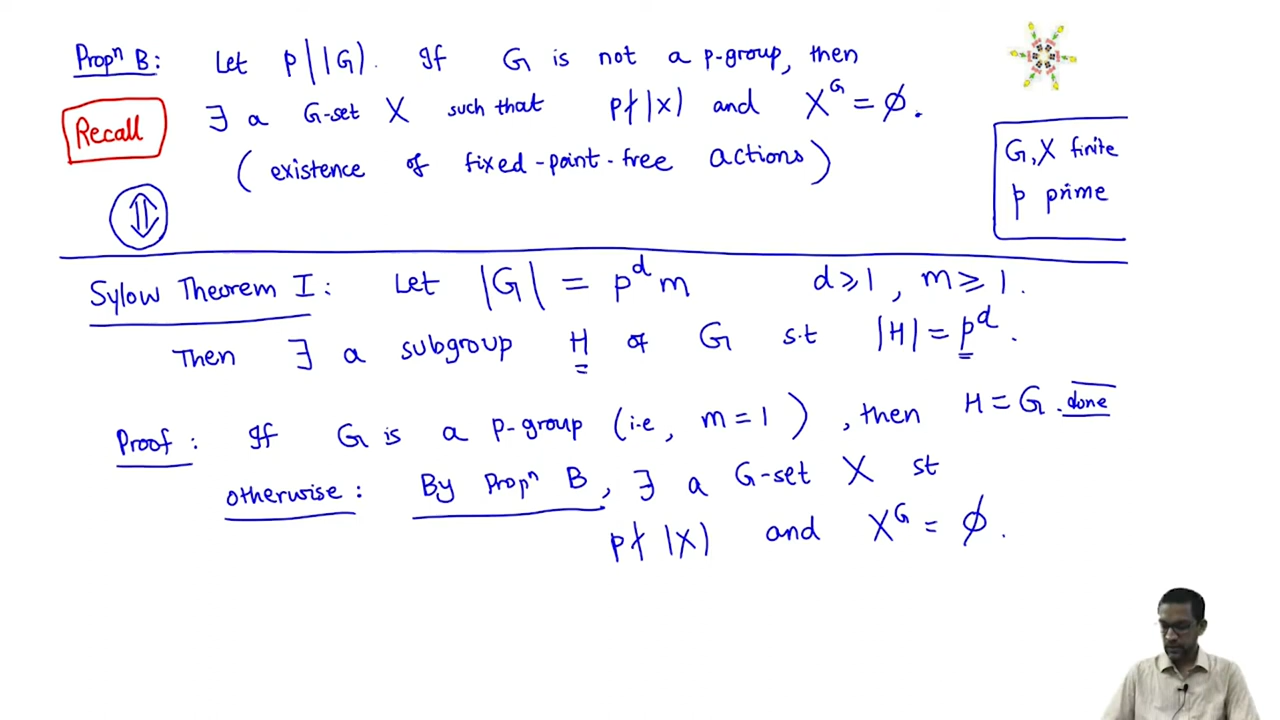 Propⁿ B: Let p | |G|. If G is not a p-group, then
Recall ∃ a G-set X such that p∤|X| and X^G = ∅.
(existence of fixed-point-free actions)
G, X finite
p prime
⇕
Sylow Theorem I: Let |G| = p^d m d ≥ 1, m ≥ 1.
Then ∃ a subgroup H of G s.t |H| = p^d.
Proof: If G is a p-group (i.e, m = 1), then H = G. done
otherwise: By Propⁿ B, ∃ a G-set X st
p∤ |X| and X^G = ∅.